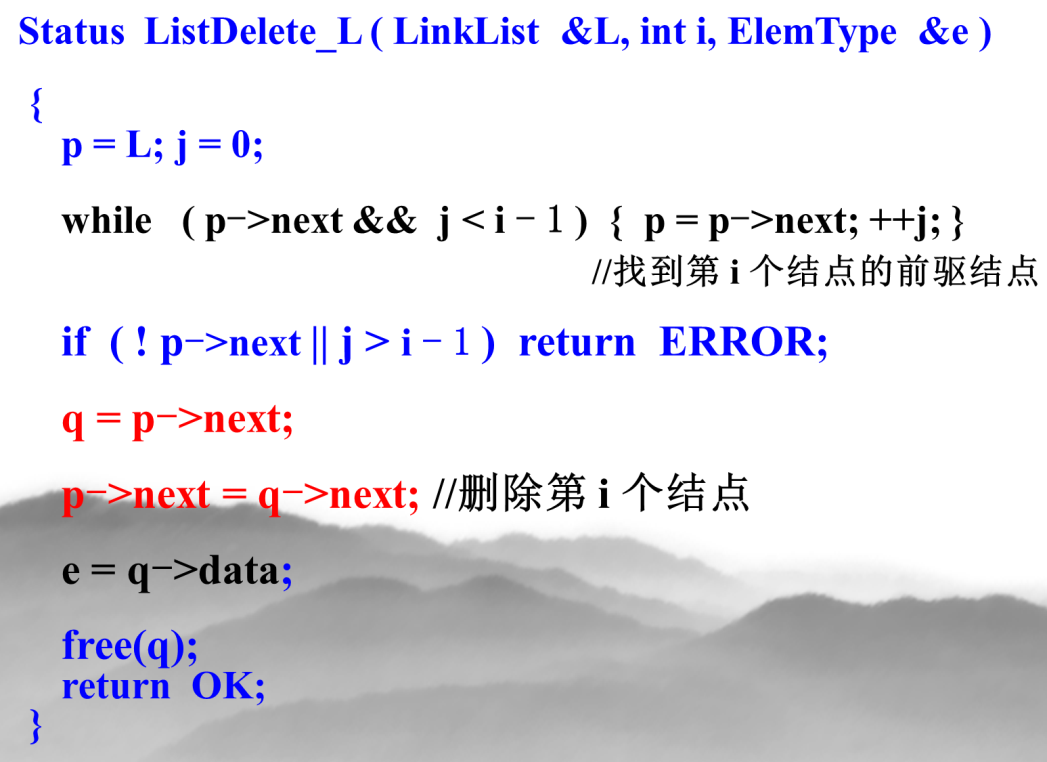 Status ListDelete_L ( LinkList &L, int i, ElemType &e )
{
p = L; j = 0;
while ( p->next && j < i - 1 ) { p = p->next; ++j; }
//找到第 i 个结点的前驱结点
if ( ! p->next || j > i - 1 ) return ERROR;
q = p->next;
p->next = q->next; //删除第 i 个结点
e = q->data;
free(q);
return OK;
}